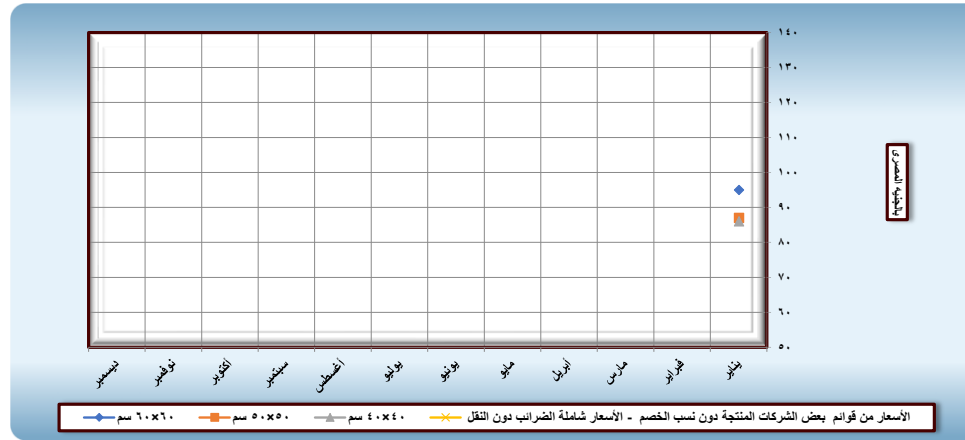 ١٤٠
١٣٠
١٢٠
١١٠
١٠٠
٩٠
٨٠
٧٠
٦٠
٥٠
بالجنيه المصرى
يناير
فبراير
مارس
أبريل
مايو
يونيو
يوليو
أغسطس
سبتمبر
أكتوبر
نوفمبر
ديسمبر
الأسعار من قوائم بعض الشركات المنتجة دون نسب الخصم - الأسعار شاملة الضرائب دون النقل ٤٠×٤٠ سم ٥٠×٥٠ سم ٦٠×٦٠ سم